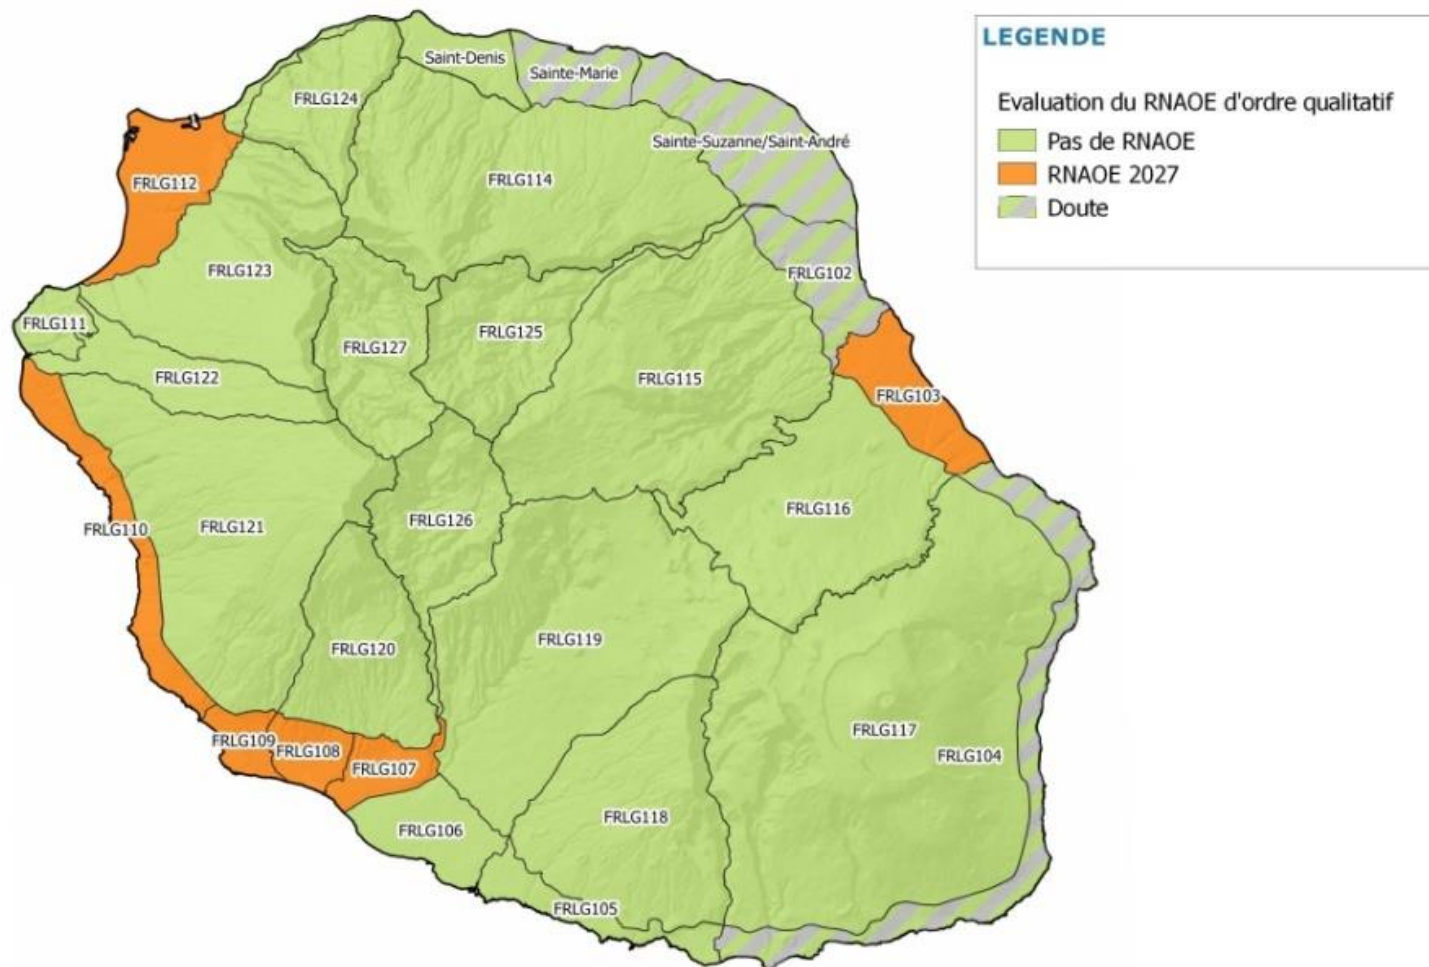 LEGENDE
Evaluation du RNAOE d'ordre qualitatif
Pas de RNAOE
RNAOE 2027
Doute
Saint-Denis
Sainte-Marie
FRLG124
Sainte-Suzanne/Saint-André
FRLG112
FRLG114
FRLG123
FRLG102
FRLG111
FRLG125
FRLG127
FRLG122
FRLG115
FRLG103
FRLG116
FRLG126
FRLG121
FRLG110
FRLG119
FRLG120
FRLG117
FRLG109
FRLG108
FRLG104
FRLG107
FRLG118
FRLG106
FRLG105